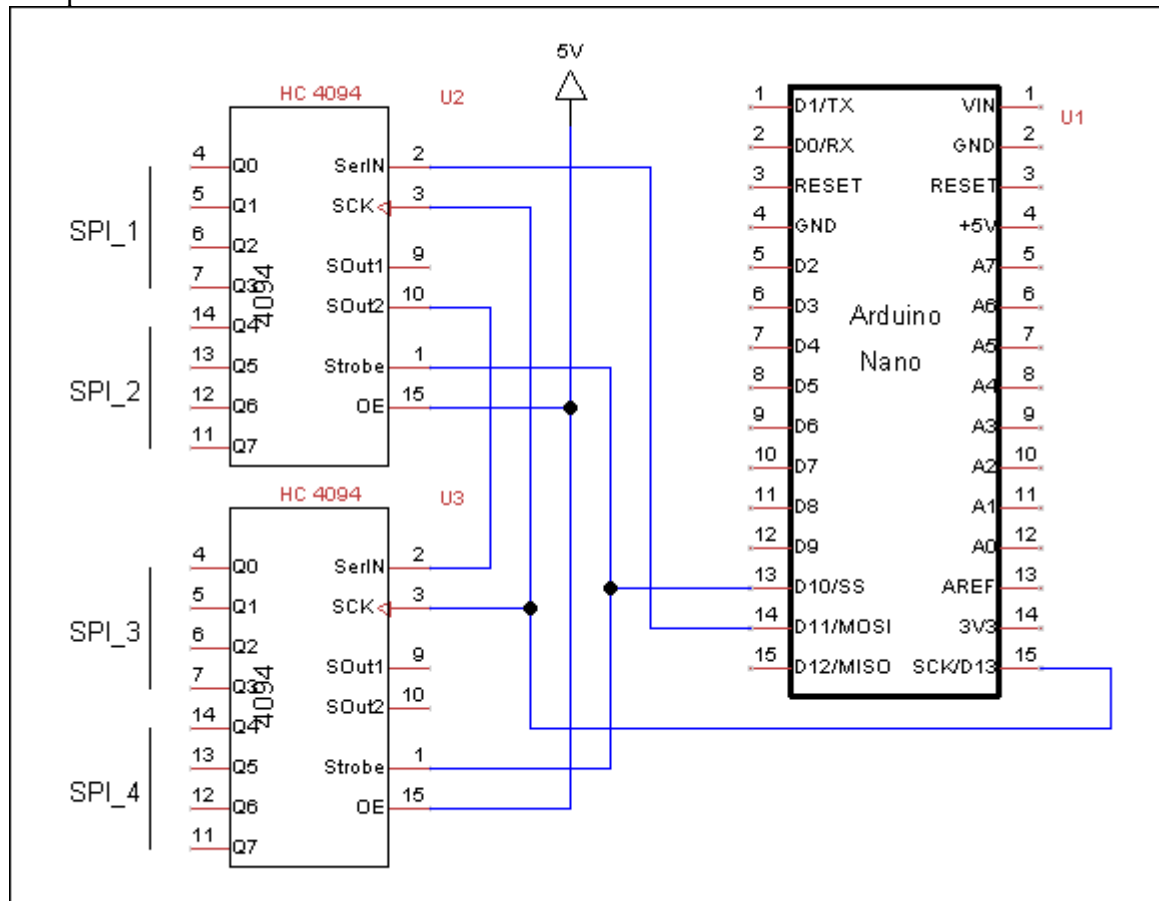 5V
HC 4094 U2
4 Q0 SerIN 2
5 Q1 SCK 3
6 Q2
SOut1 9
7 Q3
SOut2 10
14 Q4
13 Q5 Strobe 1
12 Q6 OE 15
11 Q7
4094
SPI_1
SPI_2
HC 4094 U3
4 Q0 SerIN 2
5 Q1 SCK 3
6 Q2
SOut1 9
7 Q3
SOut2 10
14 Q4
13 Q5 Strobe 1
12 Q6 OE 15
11 Q7
4094
SPI_3
SPI_4
U1
1 D1/TX VIN 1
2 D0/RX GND 2
3 RESET RESET 3
4 GND +5V 4
5 D2 A7 5
6 D3 A6 6
7 D4 A5 7
8 D5 A4 8
9 D6 A3 9
10 D7 A2 10
11 D8 A1 11
12 D9 A0 12
13 D10/SS AREF 13
14 D11/MOSI 3V3 14
15 D12/MISO SCK/D13 15
Arduino
Nano